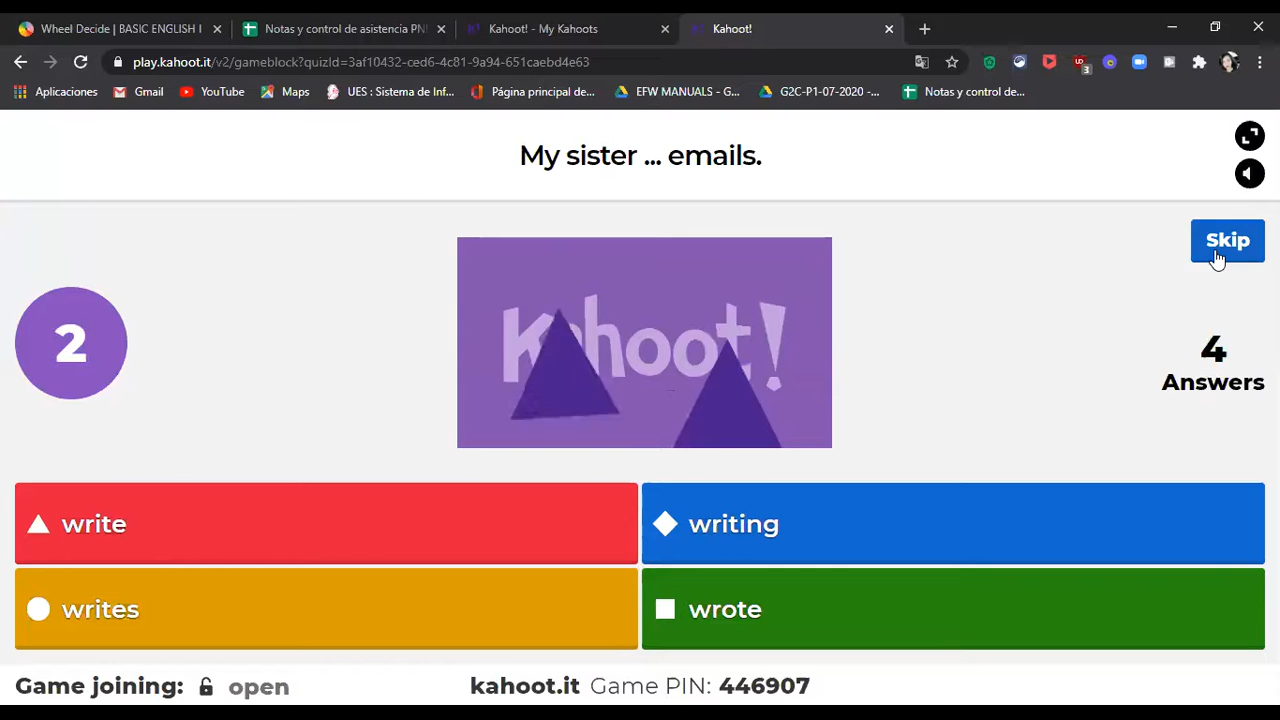 Wheel Decide | BASIC ENGLISH I
Notas y control de asistencia PNI
Kahoot! - My Kahoots
Kahoot!
play.kahoot.it/v2/gameblock?quizId=3af10432-ced6-4c81-9a94-651caebd4e63
Aplicaciones
Gmail
YouTube
Maps
UES : Sistema de Inf...
Página principal de...
EFW MANUALS - G...
G2C-P1-07-2020 -...
Notas y control de...
UD
3
My sister ... emails.
Skip
2
Kahoot!
4
Answers
write
writing
writes
wrote
Game joining: open
kahoot.it Game PIN: 446907